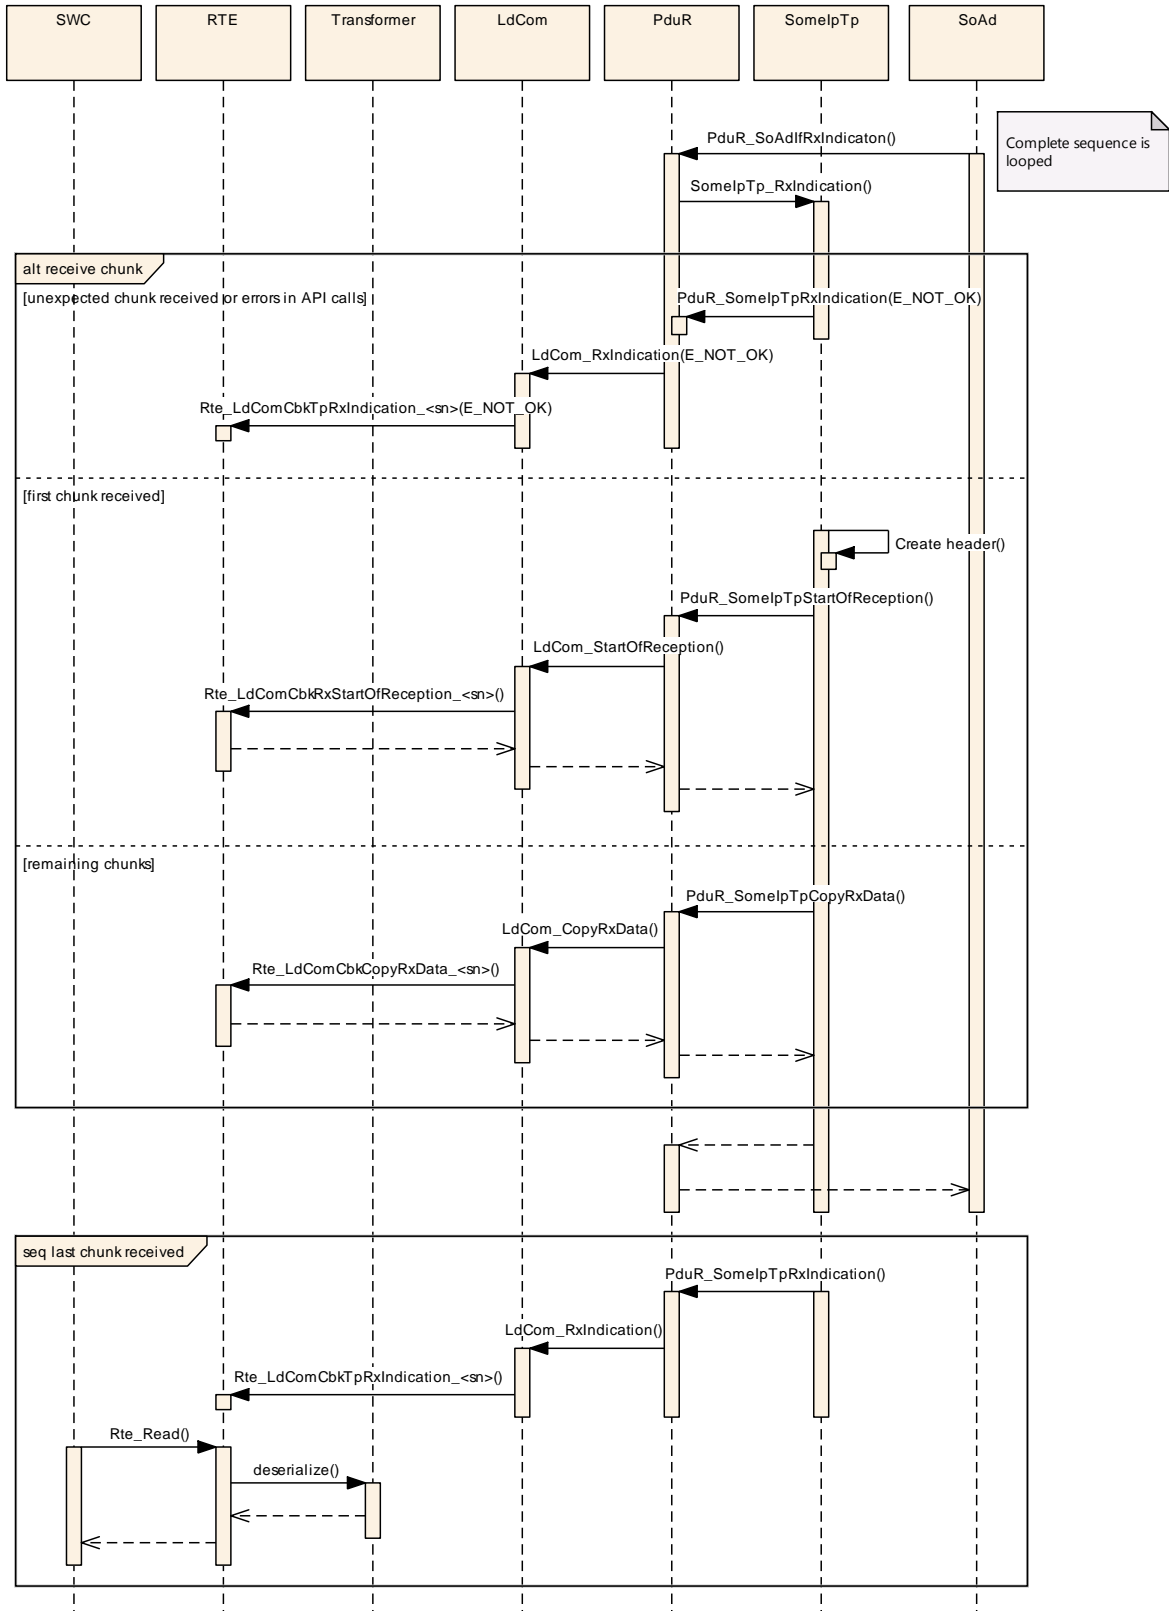 SWC
RTE
Transformer
LdCom
PduR
SomeIpTp
SoAd
PduR_SoAdIfRxIndicaton()
Complete sequence is
looped
SomeIpTp_RxIndication()
alt receive chunk
[unexpected chunk received or errors in API calls]
PduR_SomeIpTpRxIndication(E_NOT_OK)
LdCom_RxIndication(E_NOT_OK)
Rte_LdComCbkTpRxIndication_<sn>(E_NOT_OK)
[first chunk received]
Create header()
PduR_SomeIpTpStartOfReception()
LdCom_StartOfReception()
Rte_LdComCbkRxStartOfReception_<sn>()
[remaining chunks]
PduR_SomeIpTpCopyRxData()
LdCom_CopyRxData()
Rte_LdComCbkCopyRxData_<sn>()
seq last chunk received
PduR_SomeIpTpRxIndication()
LdCom_RxIndication()
Rte_LdComCbkTpRxIndication_<sn>()
Rte_Read()
deserialize()